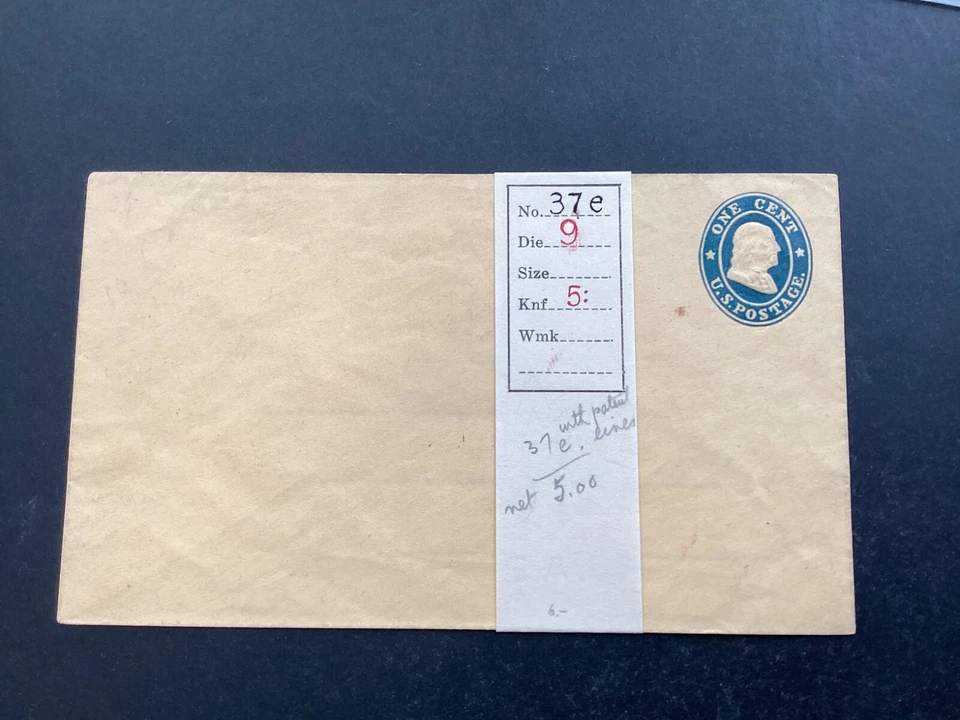 No. 37e
Die 9
Size
Knf 5:
Wmk
with patent
37e. lines
net 5.00
6.-
ONE CENT
U.S. POSTAGE.